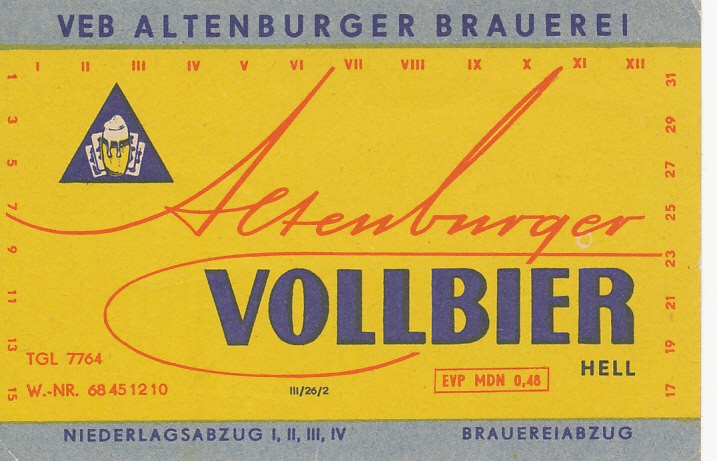 VEB ALTENBURGER BRAUEREI
I II III IV V VI VII VIII IX X XI XII
1 3 5 7 9 11 13 15
31 29 27 25 23 21 19 17
Altenburger
VOLLBIER
HELL
TGL 7764
W.-NR. 68 45 12 10
III/26/2
EVP MDN 0,48
NIEDERLAGSABZUG I, II, III, IV BRAUEREIABZUG